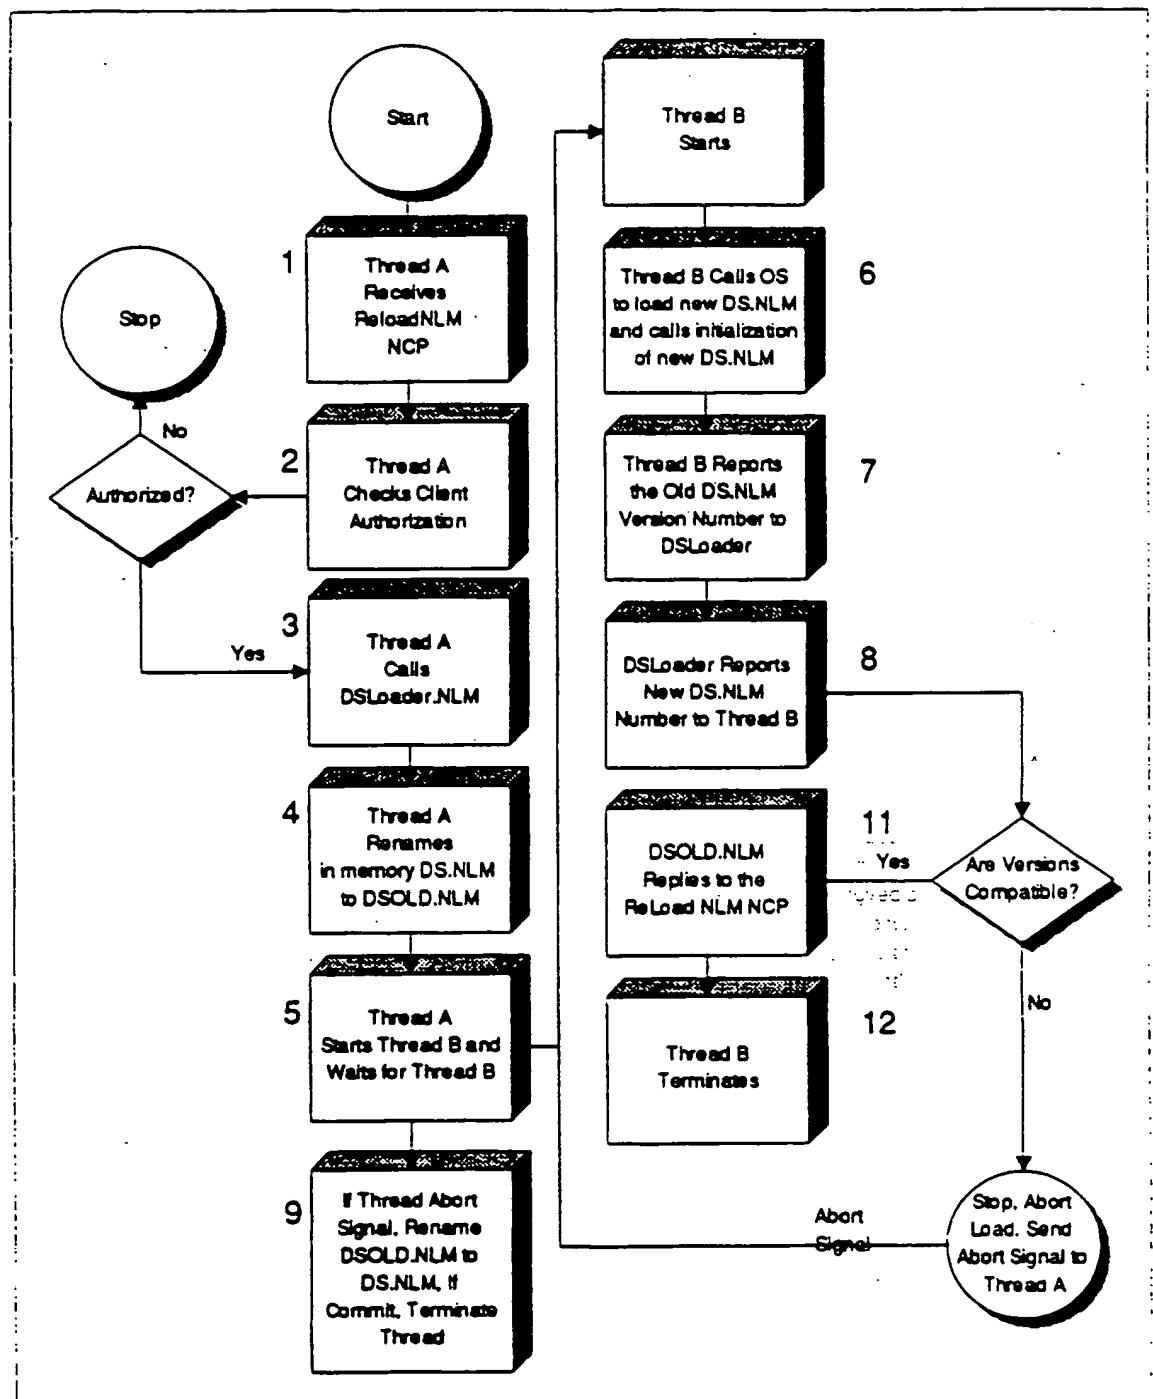 Start
1
Thread A
Receives
ReloadNLM
NCP
Stop
No
Authorized?
2
Thread A
Checks Client
Authorization
Yes
3
Thread A
Calls
DSLoader.NLM
4
Thread A
Renames
in memory DS.NLM
to DSOLD.NLM
5
Thread A
Starts Thread B and
Waits for Thread B
9
If Thread Abort
Signal, Rename
DSOLD.NLM to
DS.NLM, If
Commit, Terminate
Thread
Thread B
Starts
6
Thread B Calls OS
to load new DS.NLM
and calls initialization
of new DS.NLM
7
Thread B Reports
the Old DS.NLM
Version Number to
DSLoader
8
DSLoader Reports
New DS.NLM
Number to Thread B
Are Versions
Compatible?
11
Yes
DSOLD.NLM
Replies to the
ReLoad NLM NCP
12
Thread B
Terminates
No
Stop, Abort
Load. Send
Abort Signal to
Thread A
Abort
Signal